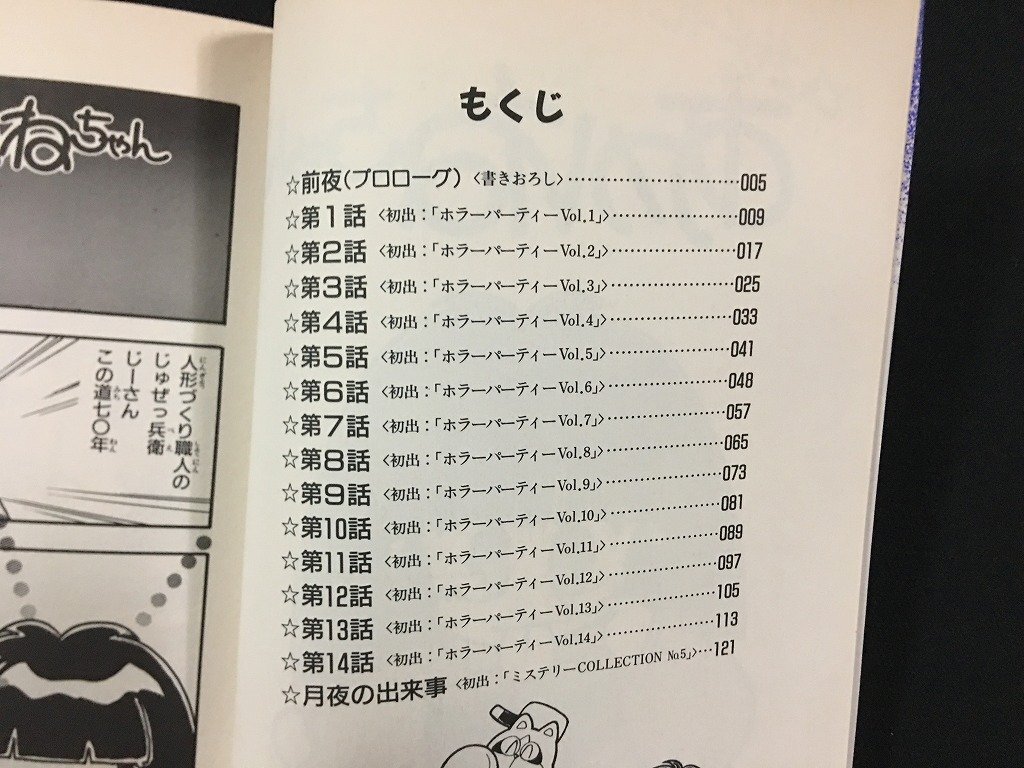 ねちゃん
人形づくり職人の
じゅぜっ兵衛
じーさん
この道七〇年
もくじ
☆前夜(プロローグ)〈書きおろし〉…………………………005
☆第1話〈初出:「ホラーパーティーVol.1」〉…………………009
☆第2話〈初出:「ホラーパーティーVol.2」〉…………………017
☆第3話〈初出:「ホラーパーティーVol.3」〉…………………025
☆第4話〈初出:「ホラーパーティーVol.4」〉…………………033
☆第5話〈初出:「ホラーパーティーVol.5」〉…………………041
☆第6話〈初出:「ホラーパーティーVol.6」〉…………………048
☆第7話〈初出:「ホラーパーティーVol.7」〉…………………057
☆第8話〈初出:「ホラーパーティーVol.8」〉…………………065
☆第9話〈初出:「ホラーパーティーVol.9」〉…………………073
☆第10話〈初出:「ホラーパーティーVol.10」〉………………081
☆第11話〈初出:「ホラーパーティーVol.11」〉………………089
☆第12話〈初出:「ホラーパーティーVol.12」〉………………097
☆第13話〈初出:「ホラーパーティーVol.13」〉………………105
☆第14話〈初出:「ホラーパーティーVol.14」〉………………113
☆月夜の出来事〈初出:「ミステリーCOLLECTION №5」〉…121